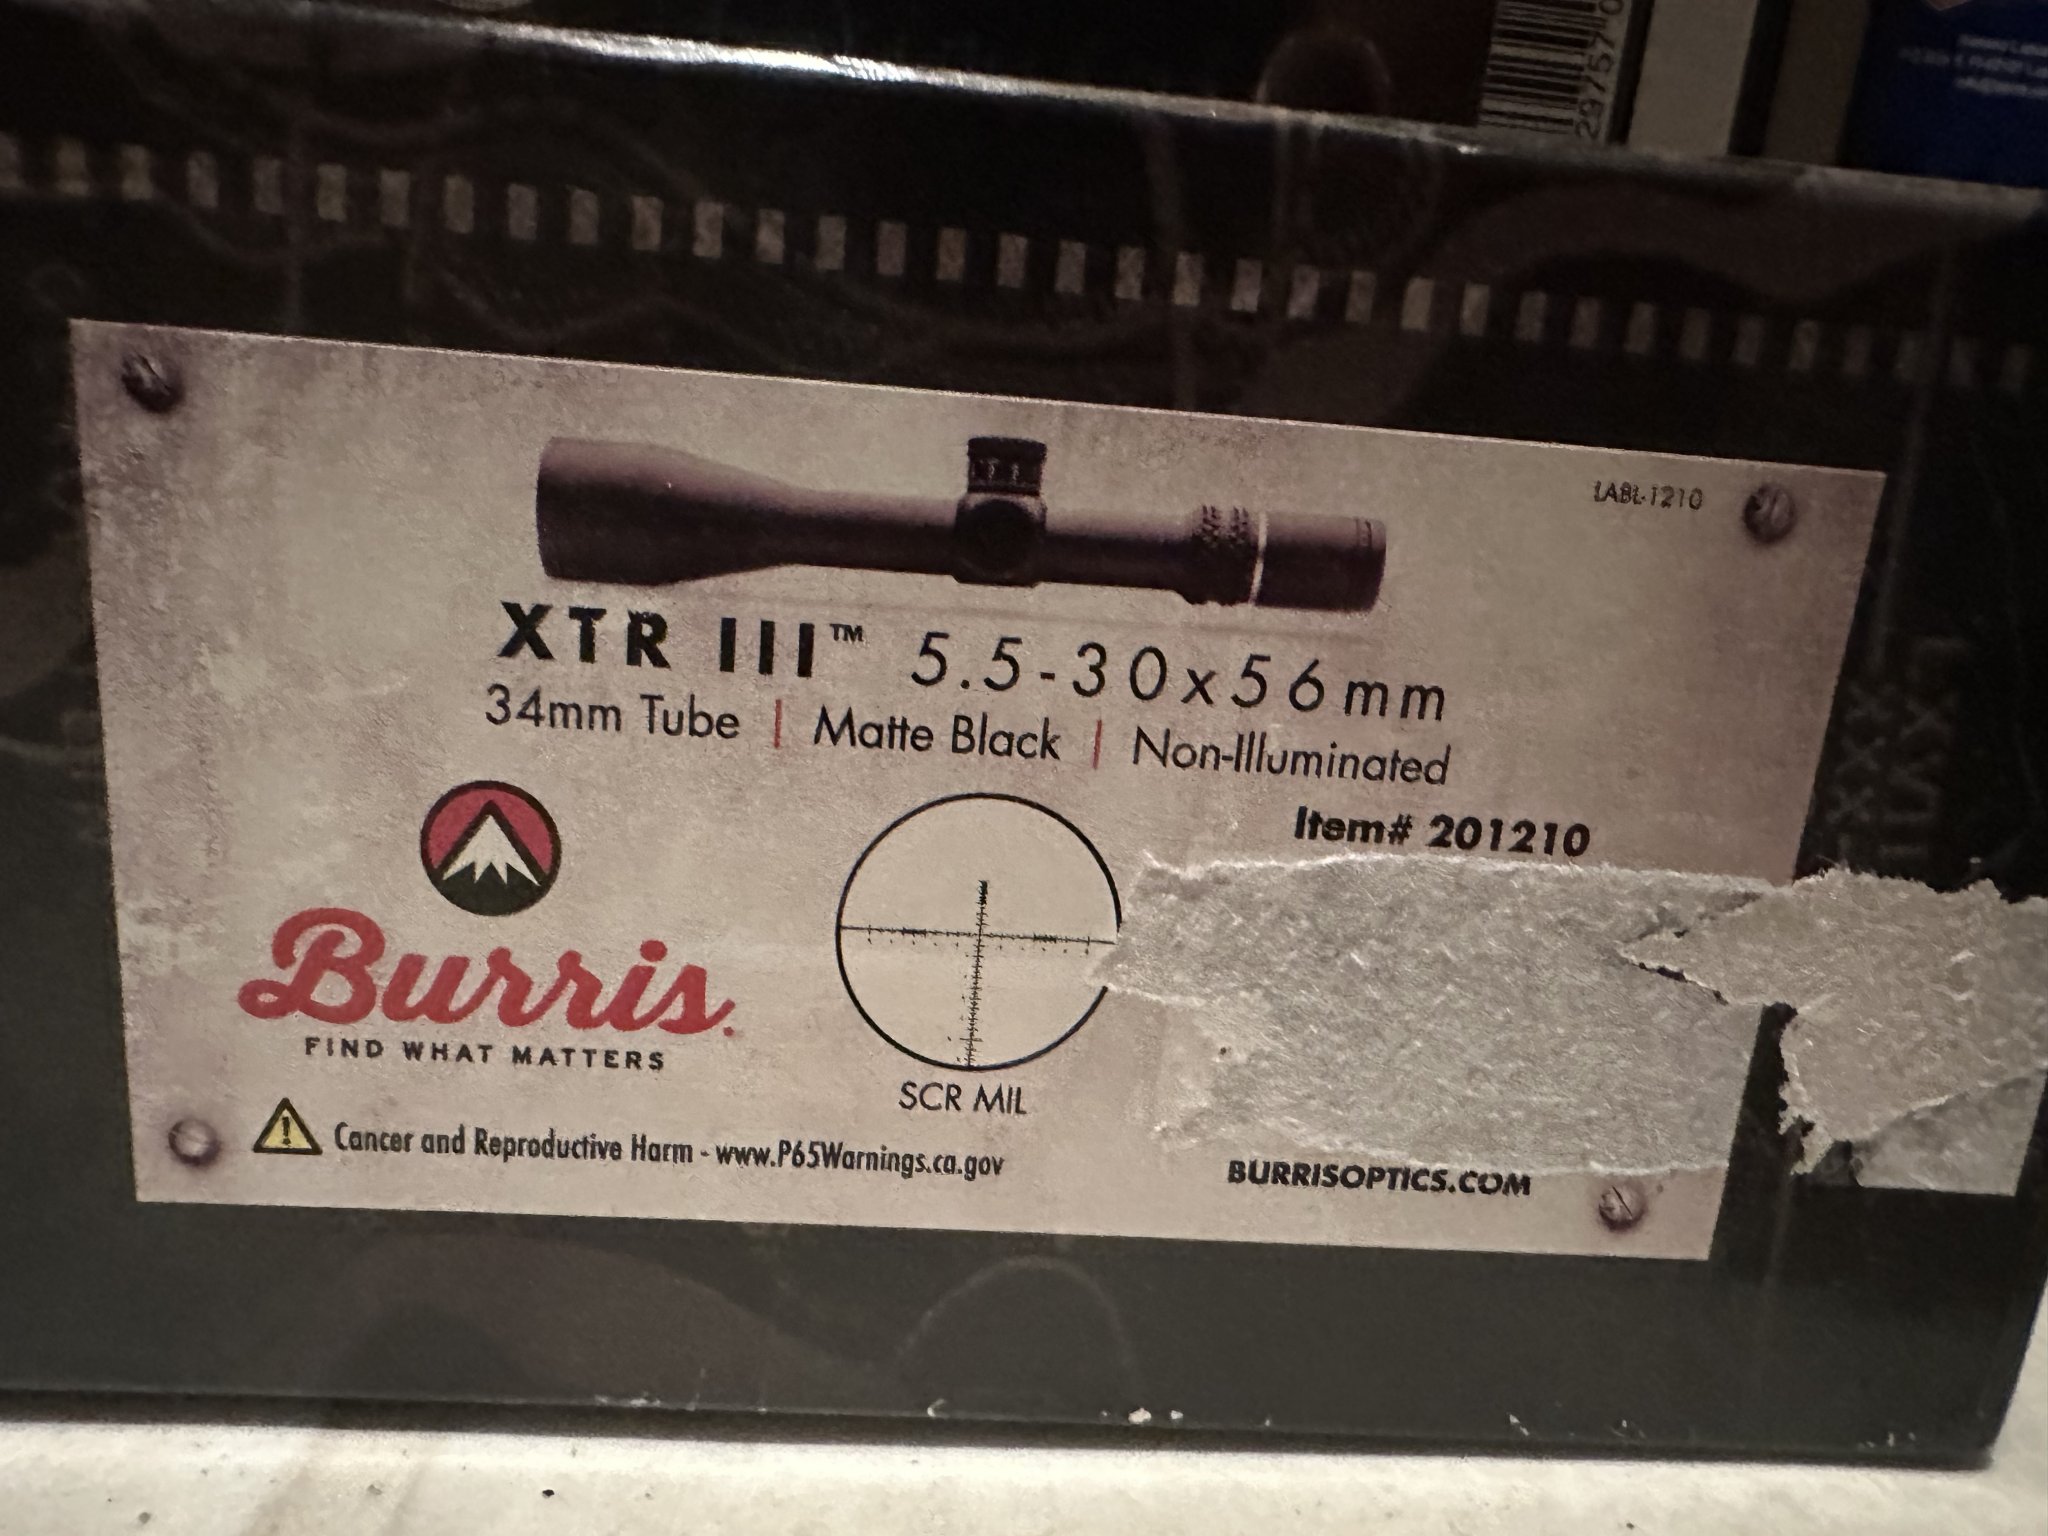 297570
LABL-1210
XTR III™ 5.5-30x56mm
34mm Tube | Matte Black | Non-Illuminated
Item# 201210
Burris.
FIND WHAT MATTERS
SCR MIL
Cancer and Reproductive Harm - www.P65Warnings.ca.gov
BURRISOPTICS.COM